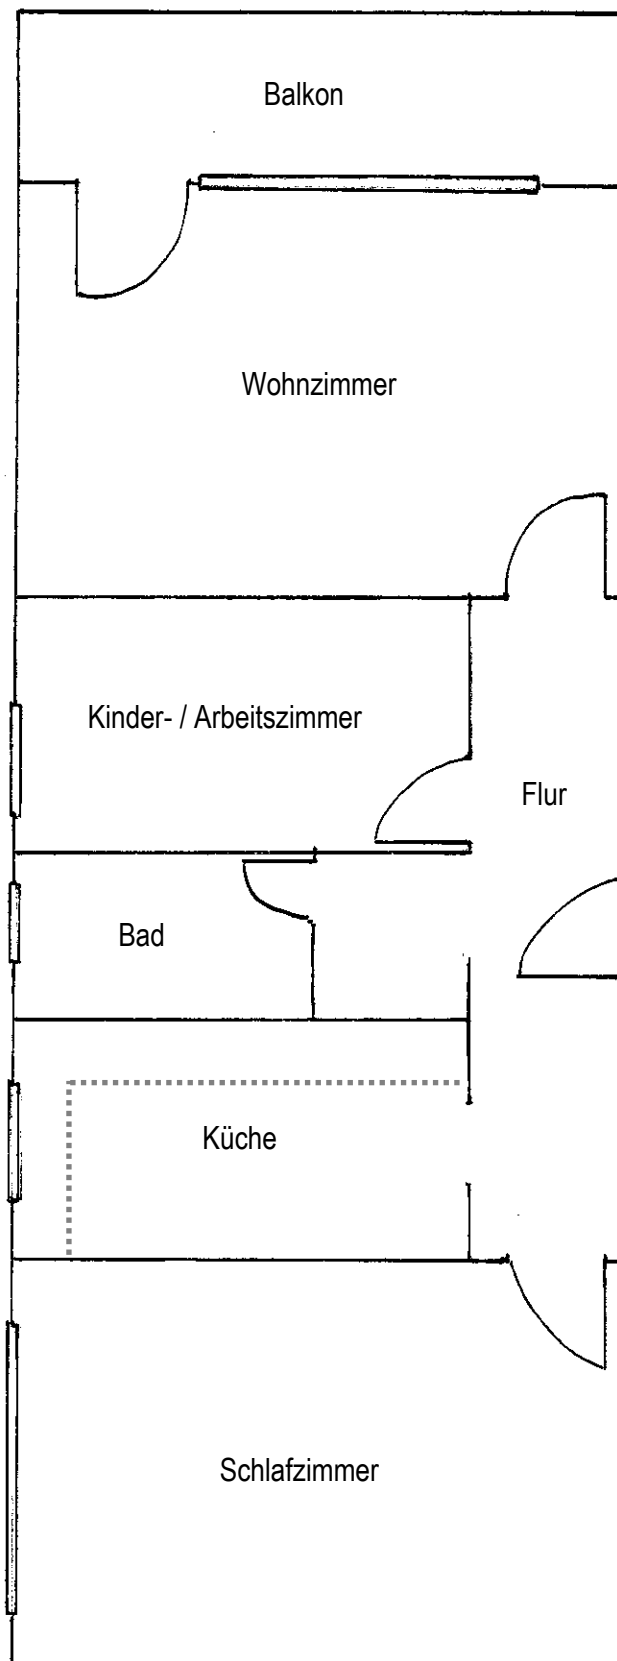 Balkon
Wohnzimmer
Kinder- / Arbeitszimmer
Flur
Bad
Küche
Schlafzimmer